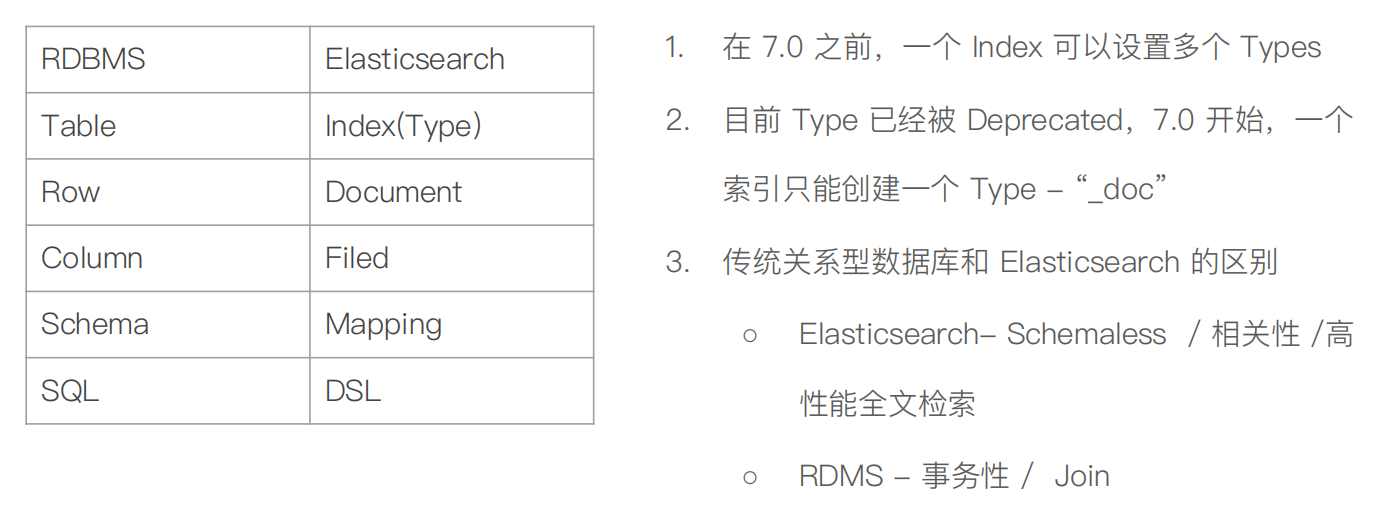 RDBMS Elasticsearch
Table Index(Type)
Row Document
Column Filed
Schema Mapping
SQL DSL
1. 在 7.0 之前，一个 Index 可以设置多个 Types
2. 目前 Type 已经被 Deprecated，7.0 开始，一个
索引只能创建一个 Type - “_doc”
3. 传统关系型数据库和 Elasticsearch 的区别
○ Elasticsearch- Schemaless / 相关性 /高
性能全文检索
○ RDMS - 事务性 / Join